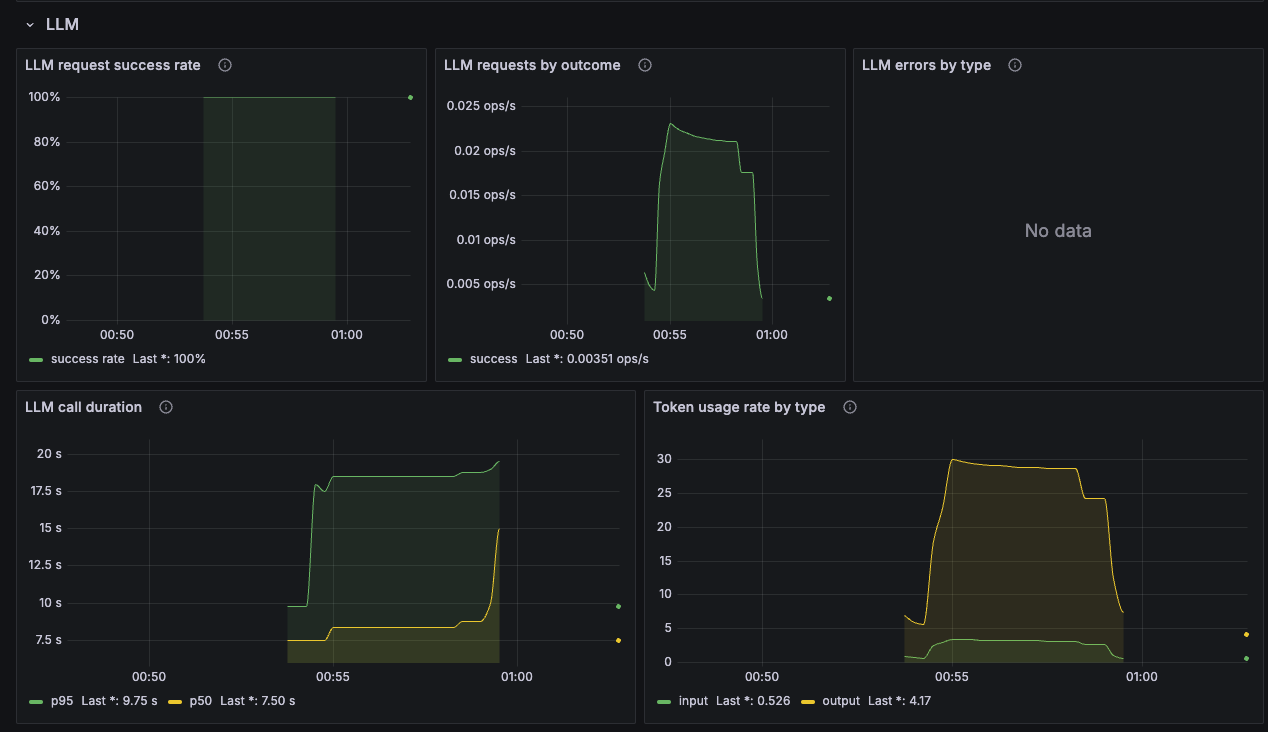 LLM
LLM request success rate
100%
80%
60%
40%
20%
0%
00:50 00:55 01:00
success rate Last *: 100%
LLM requests by outcome
0.025 ops/s
0.02 ops/s
0.015 ops/s
0.01 ops/s
0.005 ops/s
00:50 00:55 01:00
success Last *: 0.00351 ops/s
LLM errors by type
No data
LLM call duration
20 s
17.5 s
15 s
12.5 s
10 s
7.5 s
00:50 00:55 01:00
p95 Last *: 9.75 s p50 Last *: 7.50 s
Token usage rate by type
30
25
20
15
10
5
0
00:50 00:55 01:00
input Last *: 0.526 output Last *: 4.17